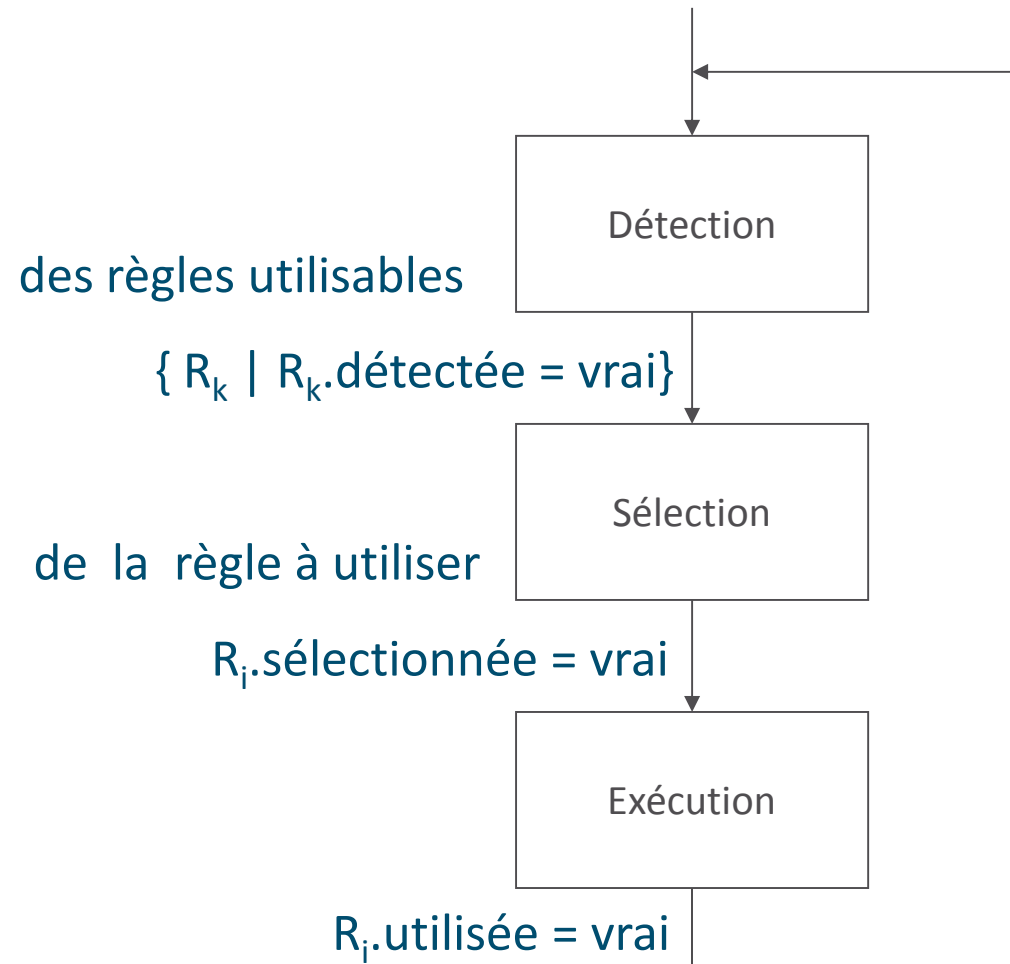 Détection
des règles utilisables
{ Rk | Rk.détectée = vrai}
Sélection
de la règle à utiliser
Ri.sélectionnée = vrai
Exécution
Ri.utilisée = vrai